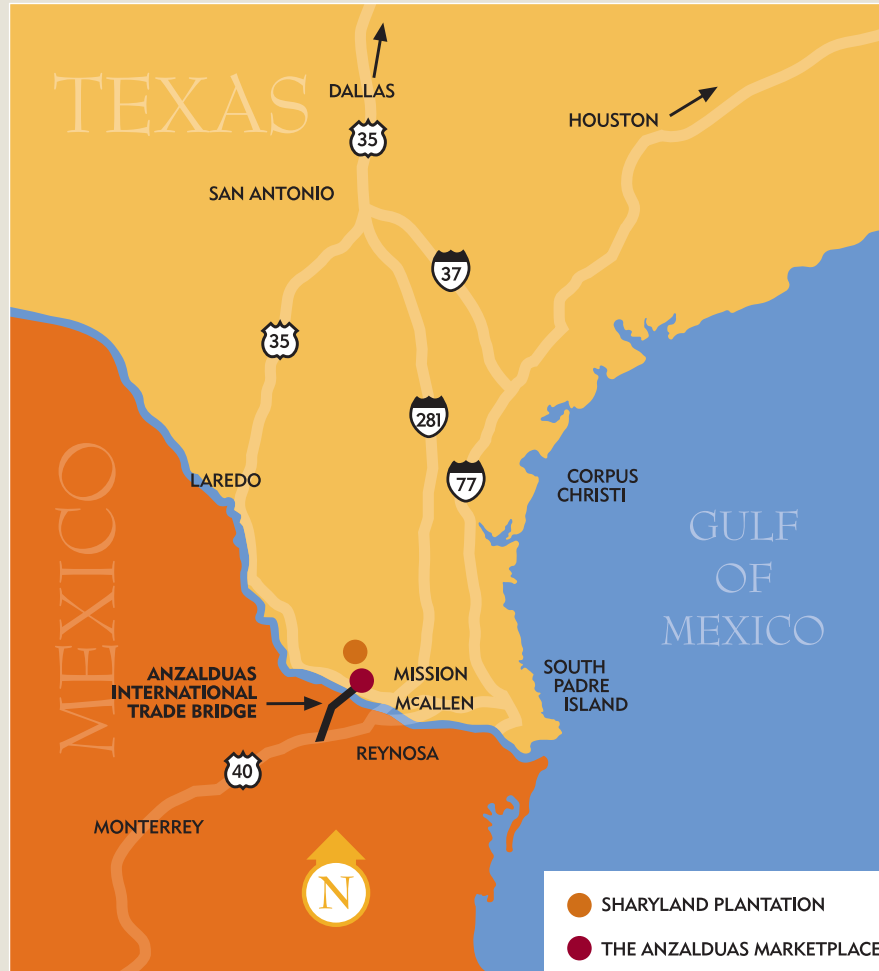 TEXAS
DALLAS
35
HOUSTON
SAN ANTONIO
37
35
281
77
LAREDO
CORPUS
CHRISTI
MEXICO
GULF
OF
MEXICO
ANZALDUAS
INTERNATIONAL
TRADE BRIDGE
MISSION
McALLEN
SOUTH
PADRE
ISLAND
REYNOSA
40
MONTERREY
N
SHARYLAND PLANTATION
THE ANZALDUAS MARKETPLACE